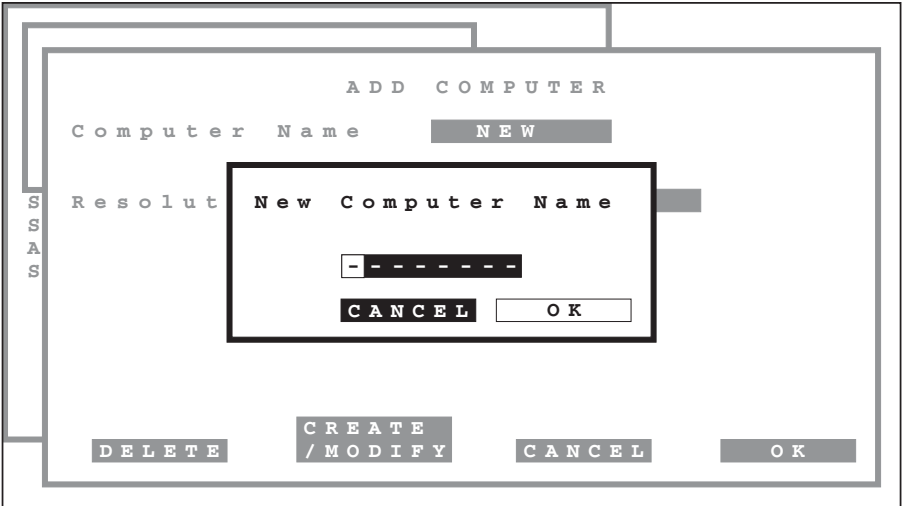 ADD COMPUTER
Computer Name NEW
S Resolut
New Computer Name
S
A
S
--------
CANCEL OK
CREATE
DELETE /MODIFY CANCEL OK